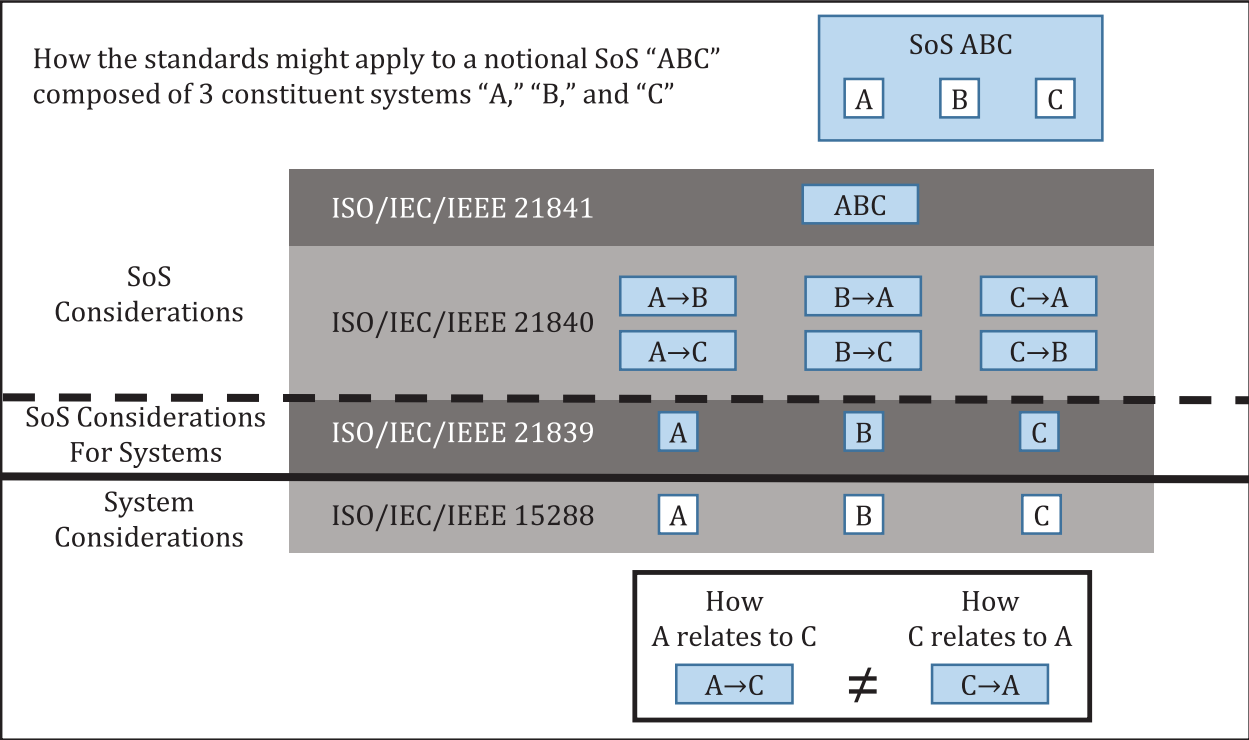 How the standards might apply to a notional SoS “ABC”
composed of 3 constituent systems “A,” “B,” and “C”
SoS ABC
A B C
ISO/IEC/IEEE 21841
ABC
SoS
Considerations
ISO/IEC/IEEE 21840
A→B B→A C→A
A→C B→C C→B
SoS Considerations
For Systems
ISO/IEC/IEEE 21839
A B C
System
Considerations
ISO/IEC/IEEE 15288
A B C
How
A relates to C
A→C
≠
How
C relates to A
C→A